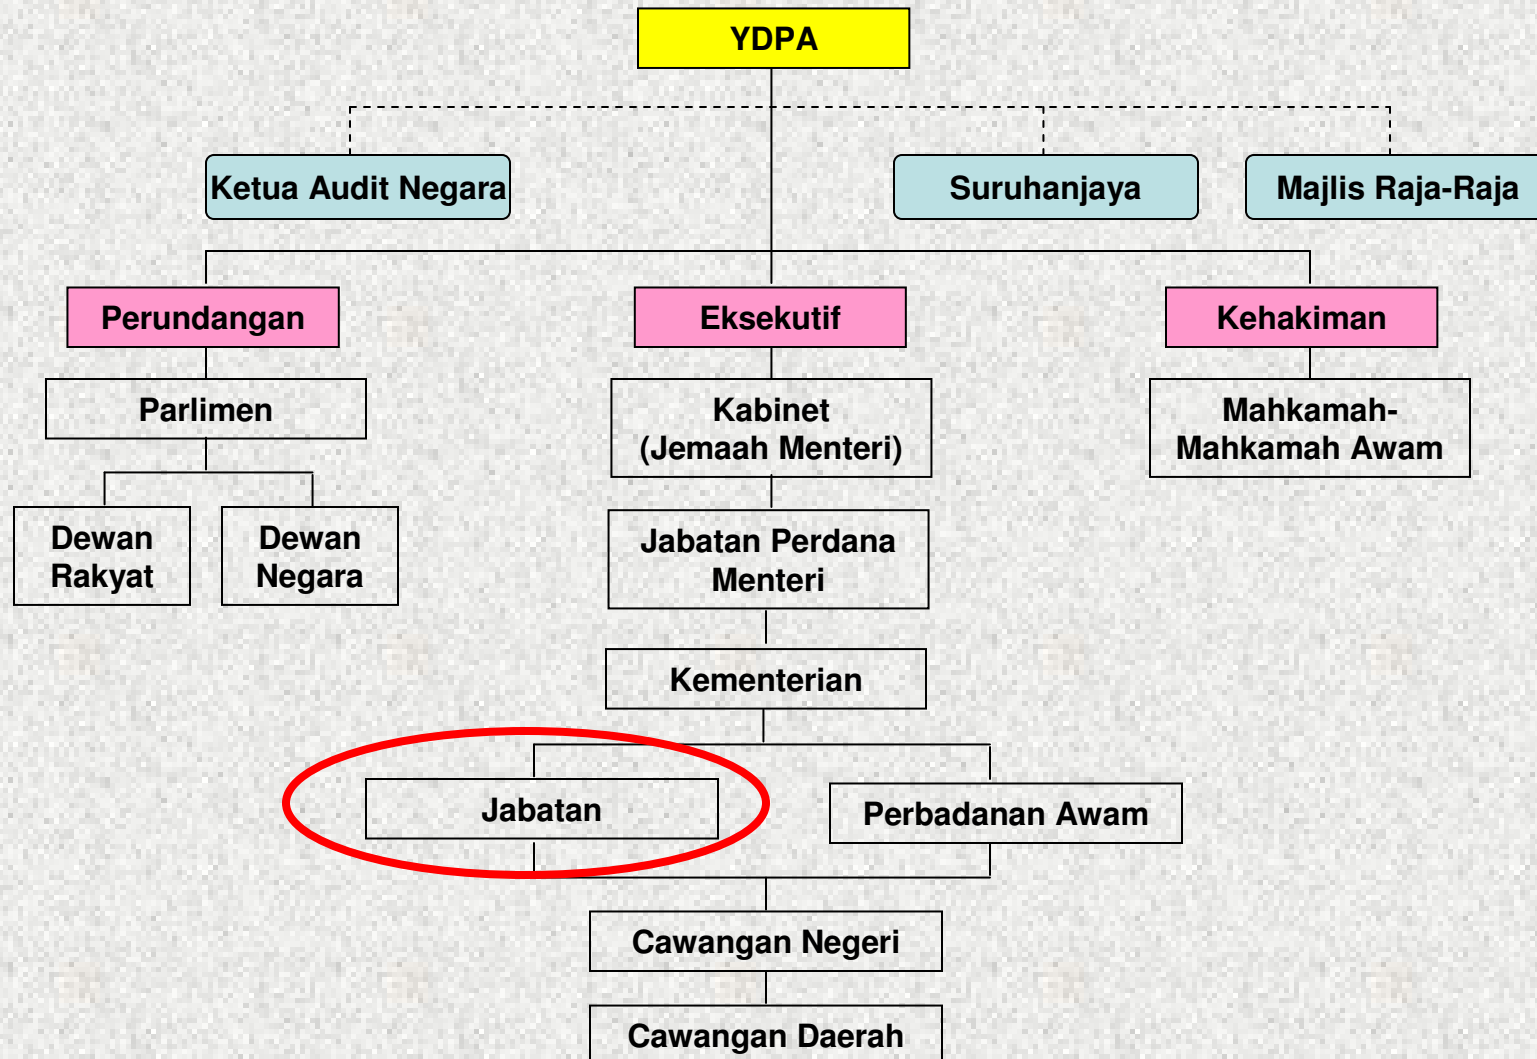 YDPA
Ketua Audit Negara
Suruhanjaya
Majlis Raja-Raja
Perundangan
Eksekutif
Kehakiman
Parlimen
Kabinet
(Jemaah Menteri)
Mahkamah-
Mahkamah Awam
Dewan
Rakyat
Dewan
Negara
Jabatan Perdana
Menteri
Kementerian
Jabatan
Perbadanan Awam
Cawangan Negeri
Cawangan Daerah